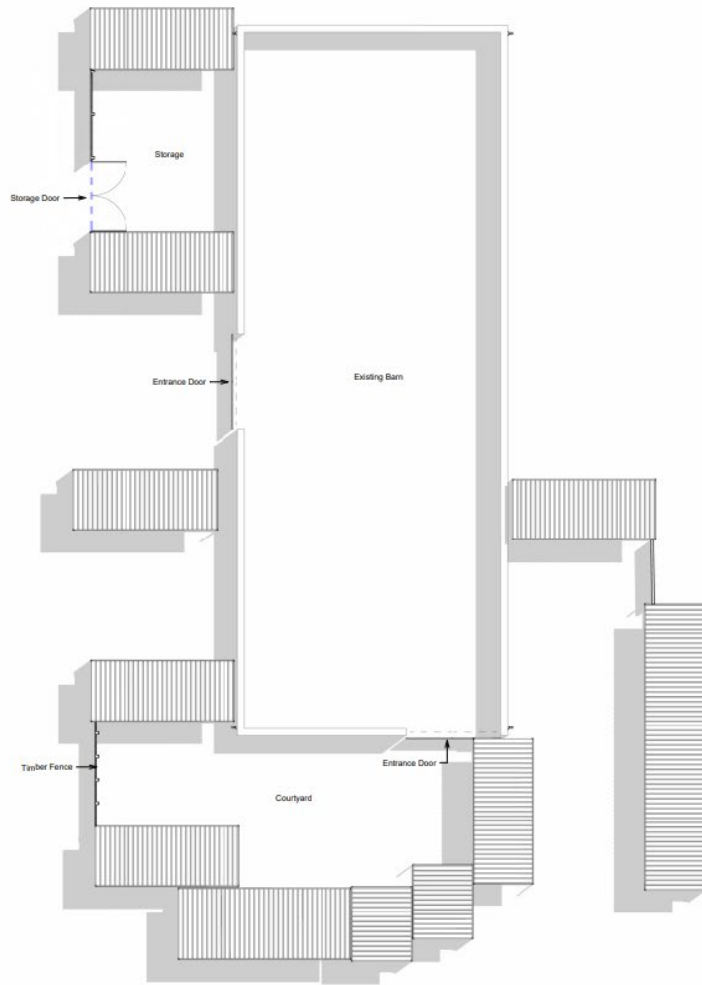 Storage
Storage Door
Entrance Door
Existing Barn
Timber Fence
Entrance Door
Courtyard